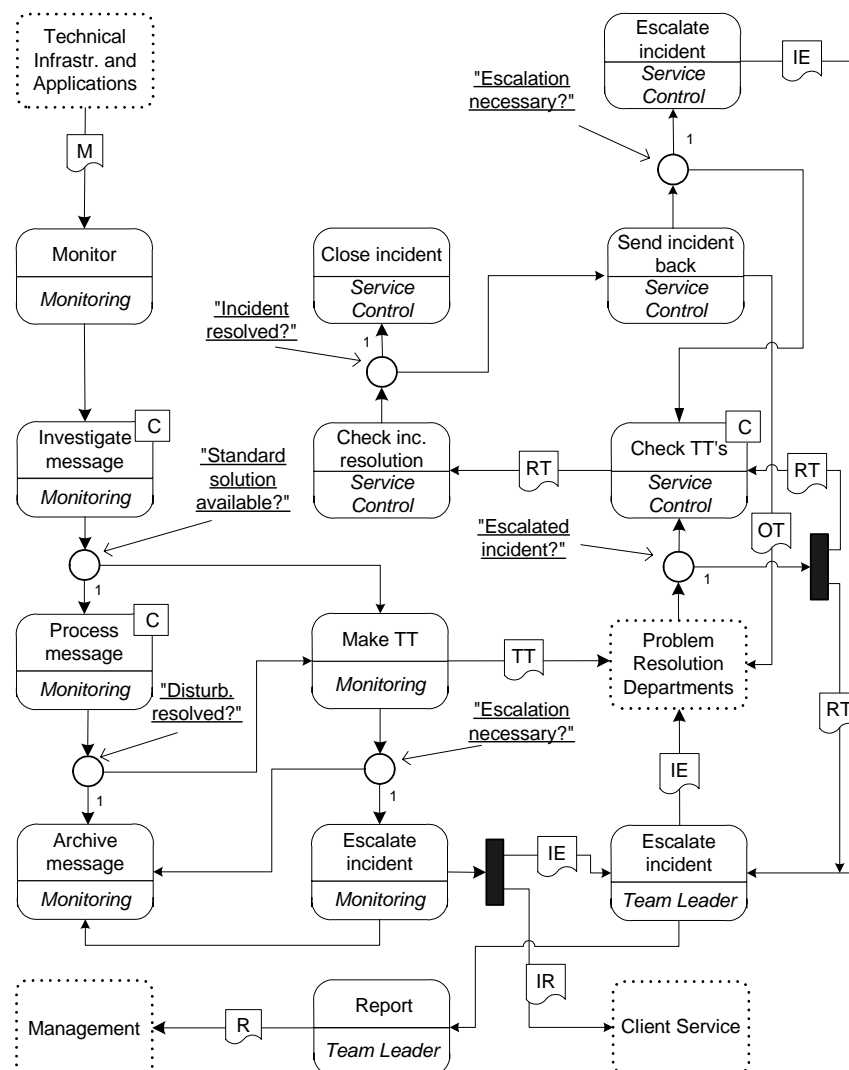 Technical
Infrastr. and
Applications
Escalate
incident
Service
Control
IE
"Escalation
necessary?"
1
M
Monitor
Monitoring
Close incident
Service
Control
Send incident
back
Service
Control
"Incident
resolved?"
1
Investigate
message
C
Monitoring
Check inc.
resolution
Service
Control
RT
Check TT's
C
Service
Control
RT
"Standard
solution
available?"
"Escalated
incident?"
OT
1
1
Process
message
C
Monitoring
Make TT
Monitoring
TT
Problem
Resolution
Departments
RT
"Disturb.
resolved?"
"Escalation
necessary?"
IE
1
1
Archive
message
Monitoring
Escalate
incident
Monitoring
IE
Escalate
incident
Team Leader
IR
Management
R
Report
Team Leader
Client Service